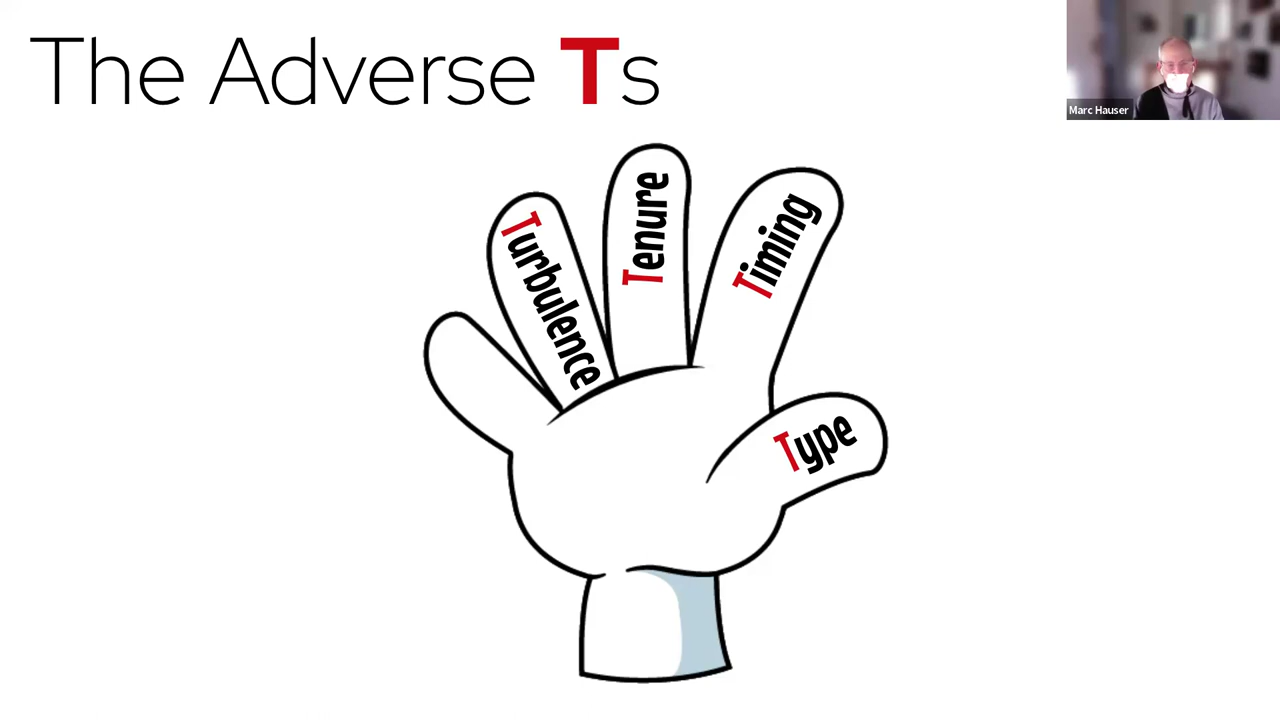 The Adverse Ts
Marc Hauser
Turbulence
Tenure
Timing
Type